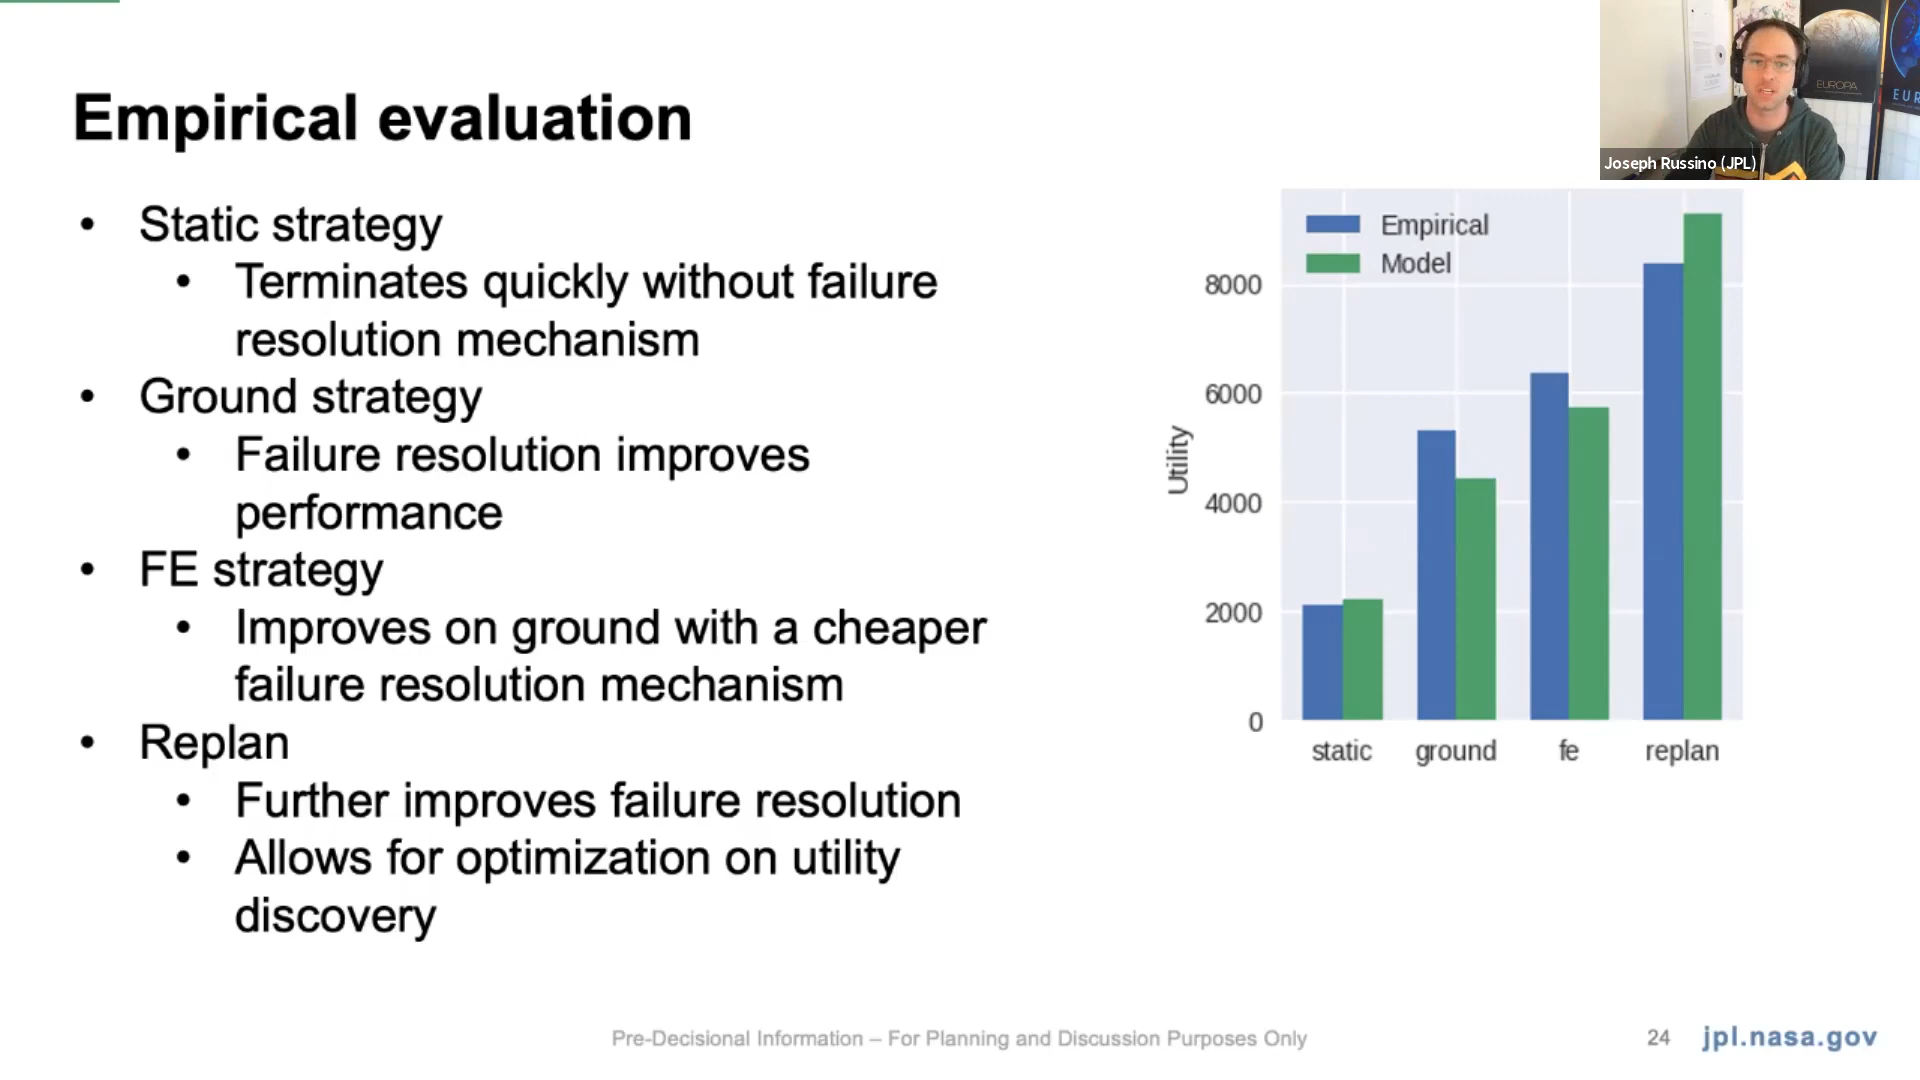 Empirical evaluation
• Static strategy
• Terminates quickly without failure
resolution mechanism
• Ground strategy
• Failure resolution improves
performance
• FE strategy
• Improves on ground with a cheaper
failure resolution mechanism
• Replan
• Further improves failure resolution
• Allows for optimization on utility
discovery
EUROPA
EUR
Joseph Russino (JPL)
Empirical
Model
Utility
8000
6000
4000
2000
0
static ground fe replan
Pre-Decisional Information – For Planning and Discussion Purposes Only
24 jpl.nasa.gov